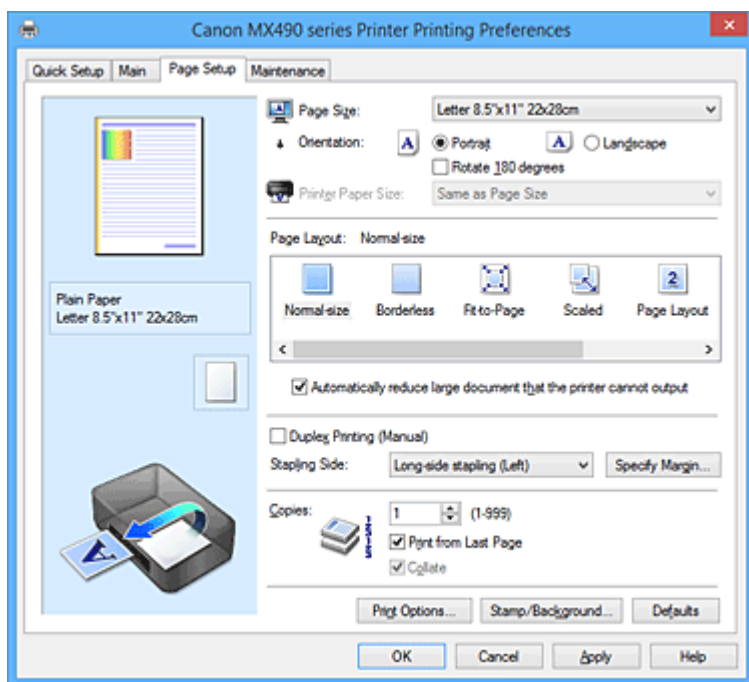 Canon MX490 series Printer Printing Preferences
Quick Setup Main Page Setup Maintenance
Page Size: Letter 8.5"x11" 22x28cm
Orientation: A Portrait A Landscape
Rotate 180 degrees
Printer Paper Size: Same as Page Size
Page Layout: Normal-size
Plain Paper
Letter 8.5"x11" 22x28cm
2
Normal-size Borderless Fit-to-Page Scaled Page Layout
Automatically reduce large document that the printer cannot output
Duplex Printing (Manual)
Stapling Side: Long-side stapling (Left) Specify Margin...
Copies: 1 (1-999)
Print from Last Page
Collate
A
Print Options... Stamp/Background... Defaults
OK Cancel Apply Help